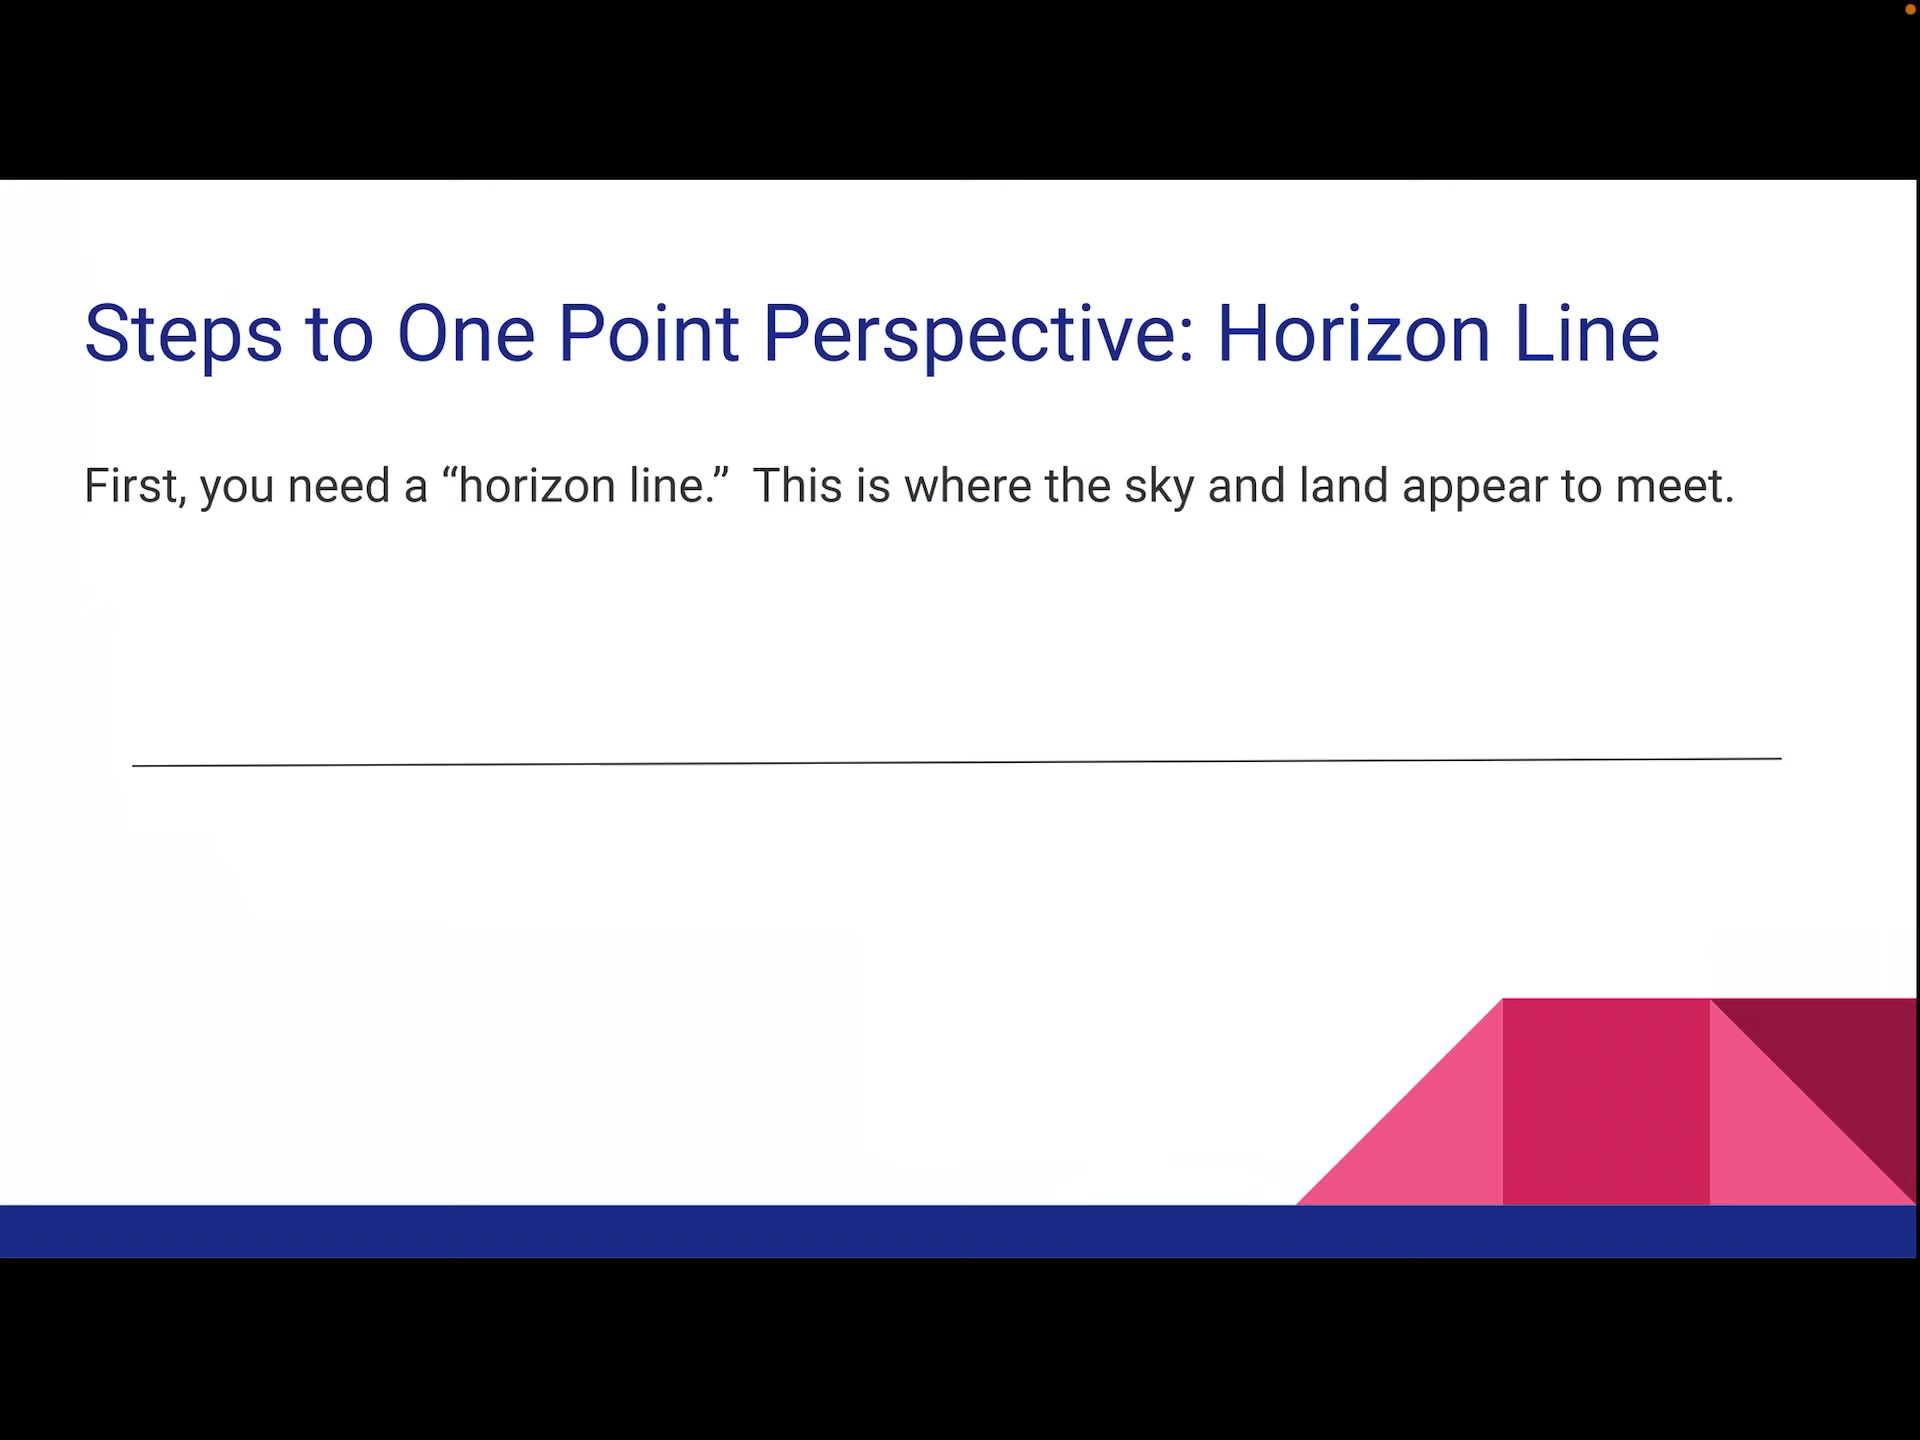 Steps to One Point Perspective: Horizon Line
First, you need a “horizon line.”  This is where the sky and land appear to meet.